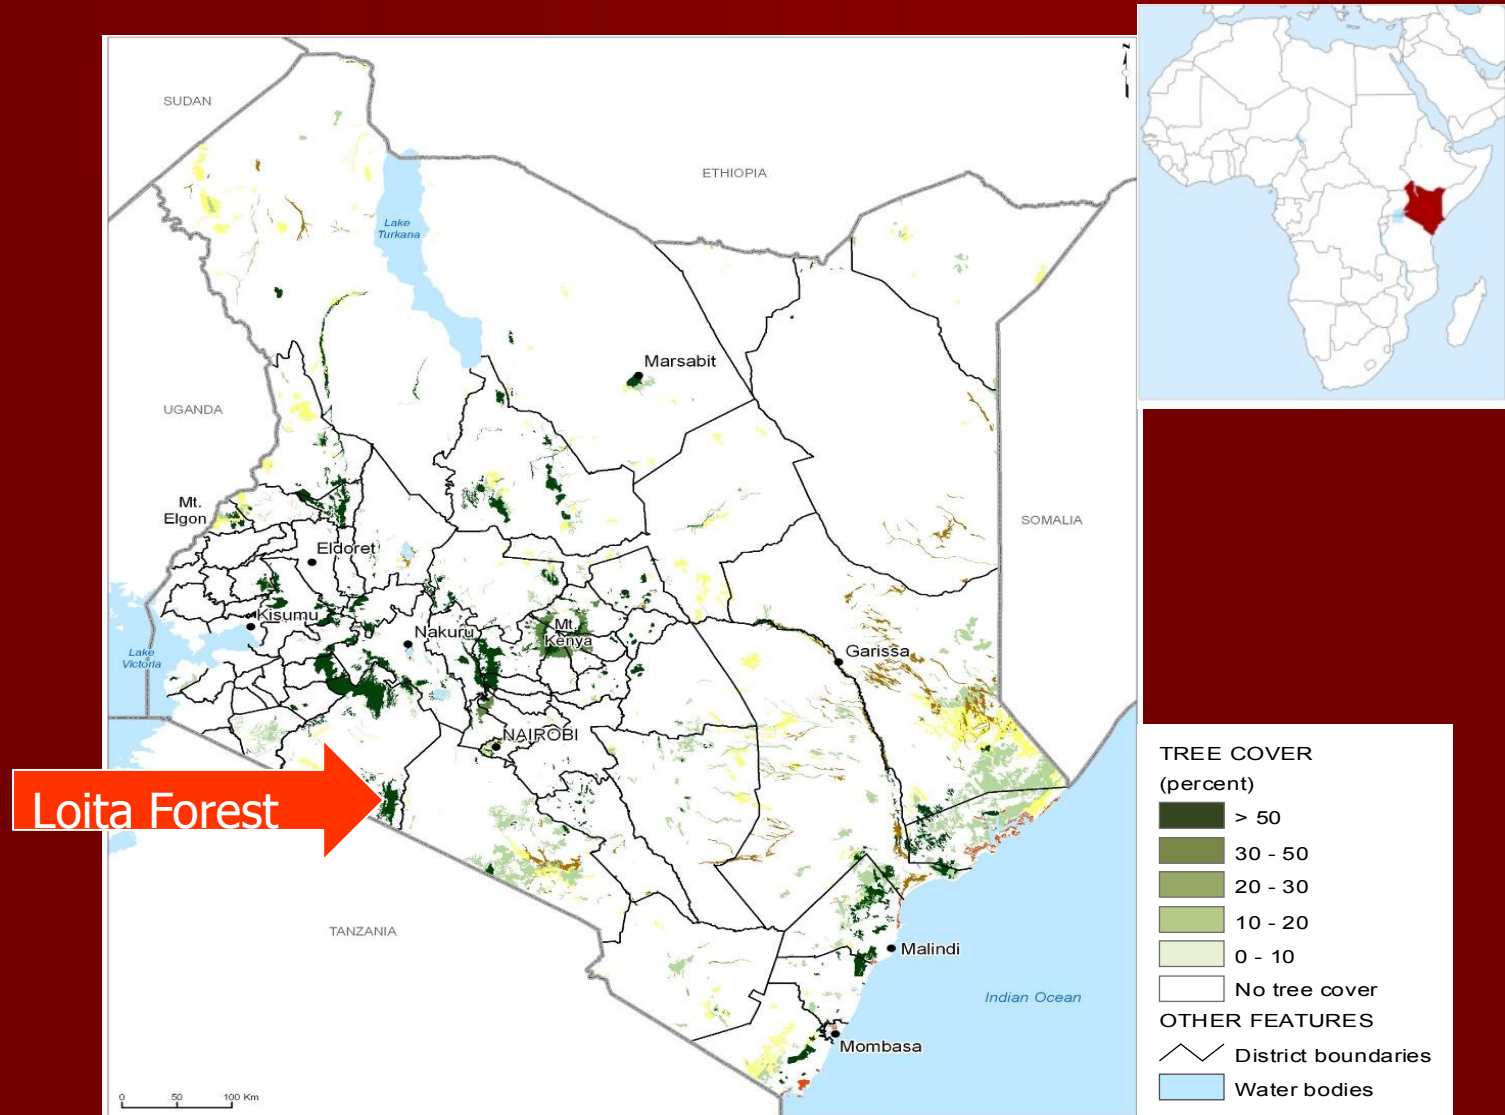 SUDAN
ETHIOPIA
Lake
Turkana
Marsabit
UGANDA
Mt.
Elgon
SOMALIA
Eldoret
Kisumu
Mt.
Kenya
Nakuru
Lake
Victoria
Garissa
NAIROBI
Loita Forest
TANZANIA
Malindi
Indian Ocean
Mombasa
0 50 100 Km
TREE COVER
(percent)
> 50
30 - 50
20 - 30
10 - 20
0 - 10
No tree cover
OTHER FEATURES
District boundaries
Water bodies